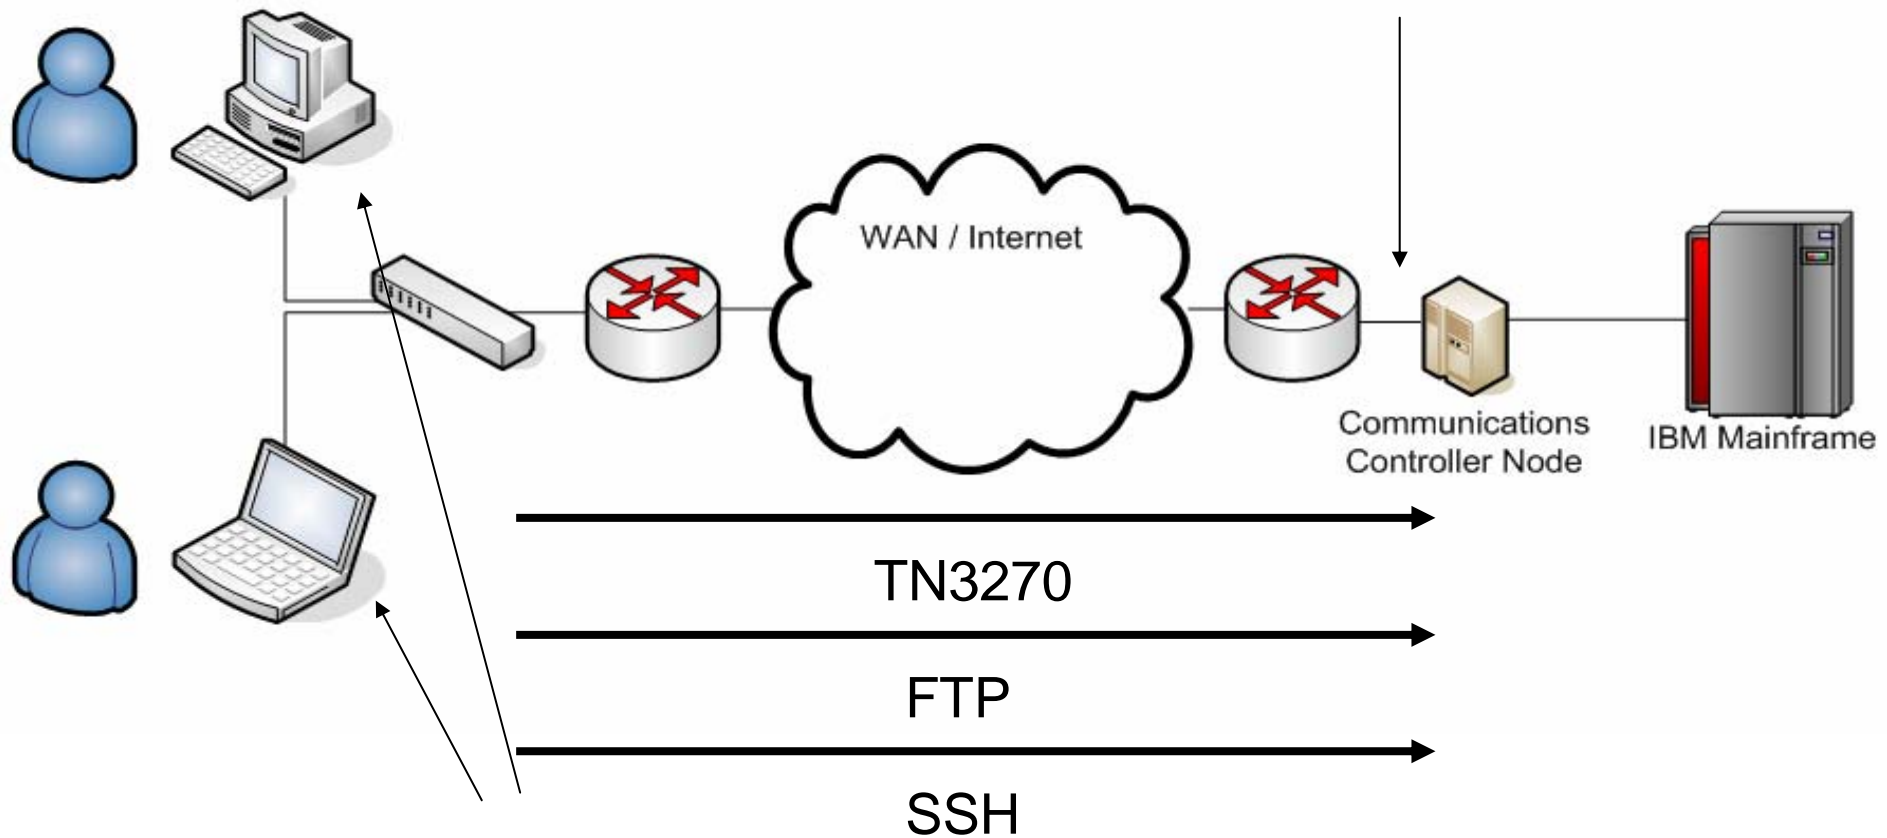 WAN / Internet
Communications
Controller Node
IBM Mainframe
TN3270
FTP
SSH